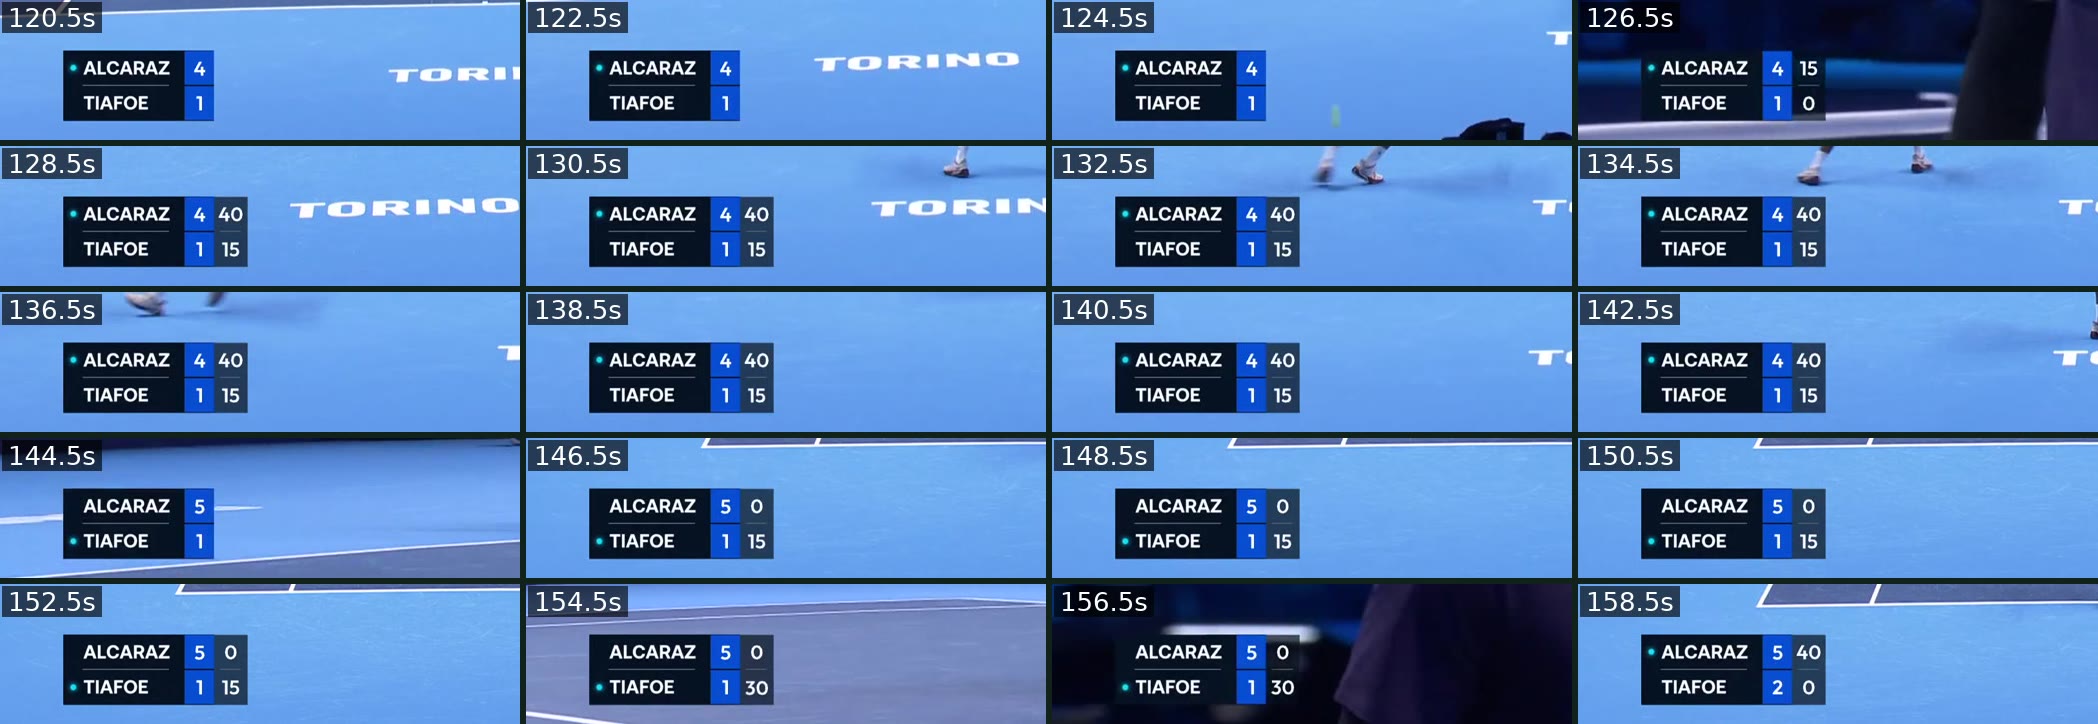 120.5s
ALCARAZ 4
TIAFOE 1
TORI
122.5s
ALCARAZ 4
TIAFOE 1
TORINO
124.5s
ALCARAZ 4
TIAFOE 1
T
126.5s
ALCARAZ 4 15
TIAFOE 1 0
128.5s
ALCARAZ 4 40
TIAFOE 1 15
TORINO
130.5s
ALCARAZ 4 40
TIAFOE 1 15
TORIN
132.5s
ALCARAZ 4 40
TIAFOE 1 15
T
134.5s
ALCARAZ 4 40
TIAFOE 1 15
T
136.5s
ALCARAZ 4 40
TIAFOE 1 15
138.5s
ALCARAZ 4 40
TIAFOE 1 15
140.5s
ALCARAZ 4 40
TIAFOE 1 15
TO
142.5s
ALCARAZ 4 40
TIAFOE 1 15
TO
144.5s
ALCARAZ 5
TIAFOE 1
146.5s
ALCARAZ 5 0
TIAFOE 1 15
148.5s
ALCARAZ 5 0
TIAFOE 1 15
150.5s
ALCARAZ 5 0
TIAFOE 1 15
152.5s
ALCARAZ 5 0
TIAFOE 1 15
154.5s
ALCARAZ 5 0
TIAFOE 1 30
156.5s
ALCARAZ 5 0
TIAFOE 1 30
158.5s
ALCARAZ 5 40
TIAFOE 2 0